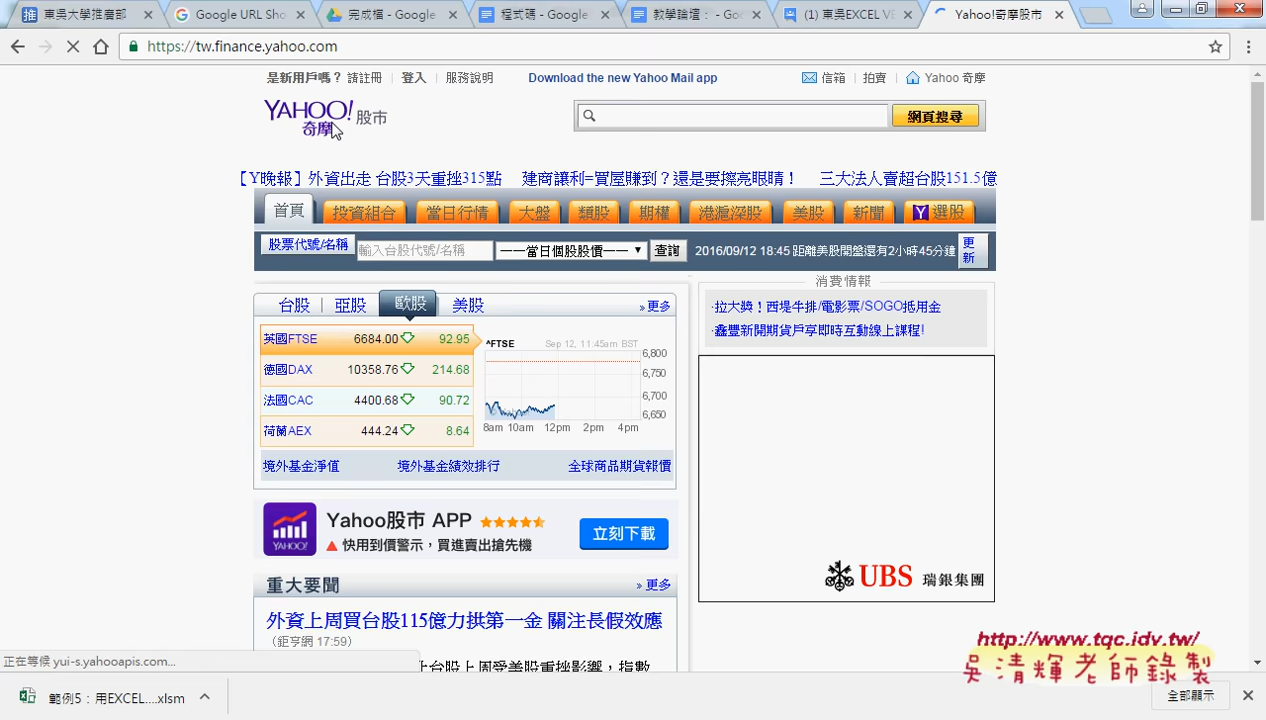 東吳大學推廣部
Google URL Sho
完成檔 - Google
程式碼 - Google
教學論壇 - Go
(1) 東吳EXCEL V
Yahoo!奇摩股市
https://tw.finance.yahoo.com
是新用戶嗎？ 請註冊 登入 服務說明 Download the new Yahoo Mail app 信箱 拍賣 Yahoo 奇摩
YAHOO! 奇摩 股市
網頁搜尋
【Y晚報】外資出走 台股3天重挫315點 建商讓利=買屋賺到？還是要擦亮眼睛！ 三大法人賣超台股151.5億
首頁 投資組合 當日行情 大盤 類股 期權 港滬深股 美股 新聞 Y 選股
股票代號/名稱 輸入台股代號/名稱 ——當日個股股價—— 查詢 2016/09/12 18:45 距離美股開盤還有2小時45分鐘 更新
消費情報
台股 亞股 歐股 美股 » 更多
·拉大獎！西堤牛排/電影票/SOGO抵用金
·鑫豐新開期貨戶享即時互動線上課程!
英國FTSE 6684.00 92.95
德國DAX 10358.76 214.68
法國CAC 4400.68 90.72
荷蘭AEX 444.24 8.64
^FTSE Sep 12, 11:45am BST
6,800
6,750
6,700
6,650
8am 10am 12pm 2pm 4pm
境外基金淨值 境外基金績效排行 全球商品期貨報價
Yahoo股市 APP
快用到價警示，買進賣出搶先機
立刻下載
UBS 瑞銀集團
重大要聞 » 更多
外資上周買台股115億力拱第一金 關注長假效應
(鉅亨網 17:59)
台股上周受美股重挫影響，指數
正在等候 yui-s.yahooapis.com...
http://www.tqc.idv.tw/
吳清輝老師錄製
範例5：用EXCEL....xlsm
全部顯示